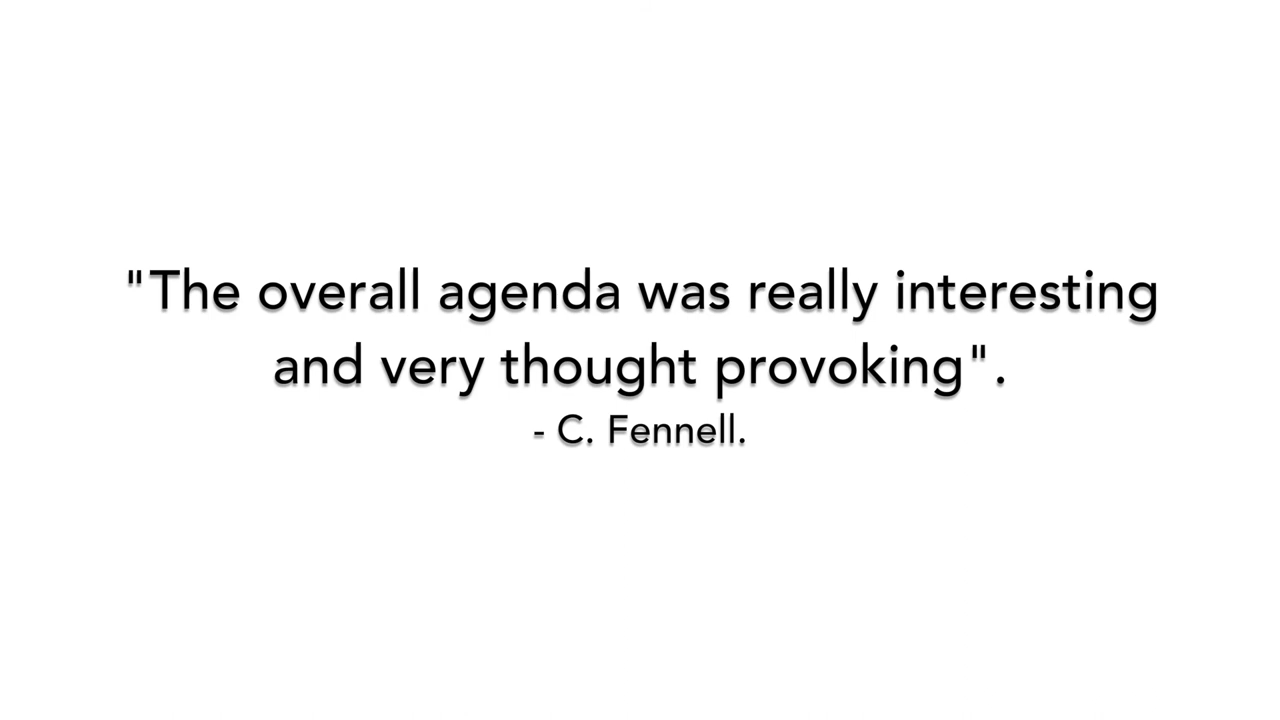 "The overall agenda was really interesting
and very thought provoking".
- C. Fennell.